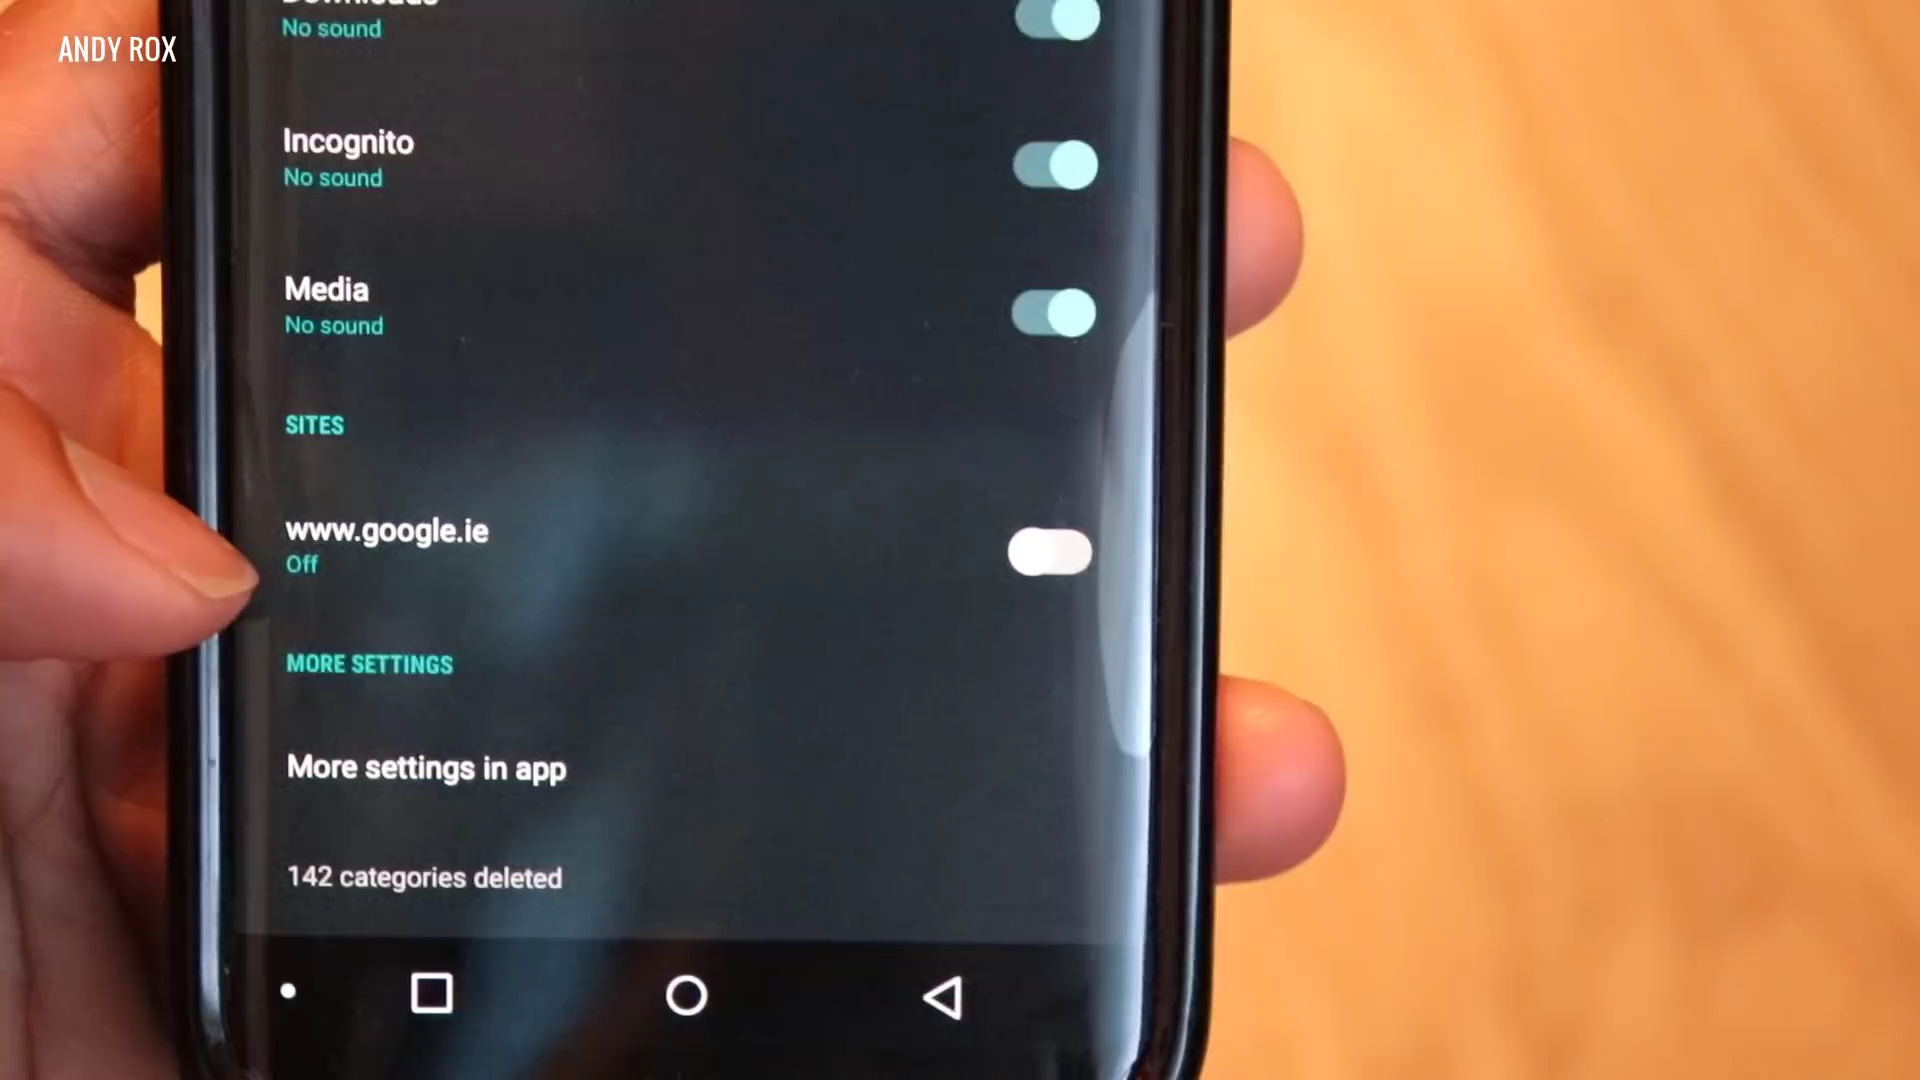 ANDY ROX
Downloads
No sound
Incognito
No sound
Media
No sound
SITES
www.google.ie
Off
MORE SETTINGS
More settings in app
142 categories deleted